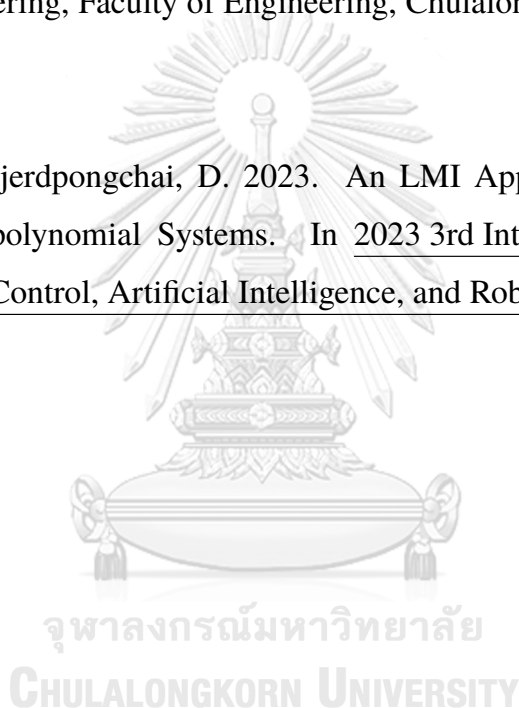 ering, Faculty of Engineering, Chulalon
jerdpongchai, D. 2023. An LMI App
polynomial Systems. In 2023 3rd Int
Control, Artificial Intelligence, and Rob
จุฬาลงกรณ์มหาวิทยาลัย
CHULALONGKORN UNIVERSITY